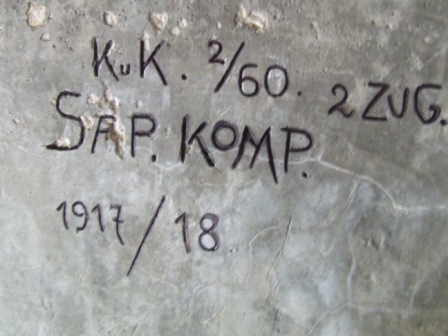 KuK. 2/60. 2 ZUG.
SAP. KOMP.
1917/18